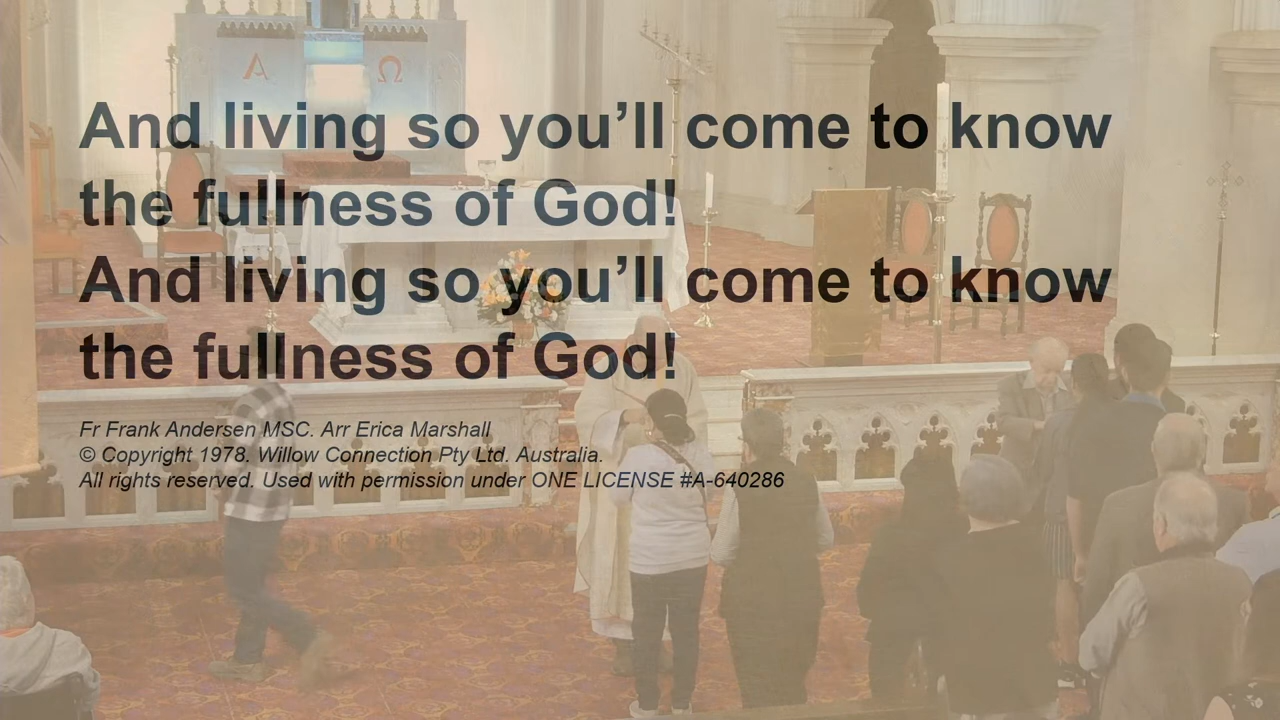 Α Ω
And living so you’ll come to know
the fullness of God!
And living so you’ll come to know
the fullness of God!
Fr Frank Andersen MSC. Arr Erica Marshall
© Copyright 1978. Willow Connection Pty Ltd. Australia.
All rights reserved. Used with permission under ONE LICENSE #A-640286